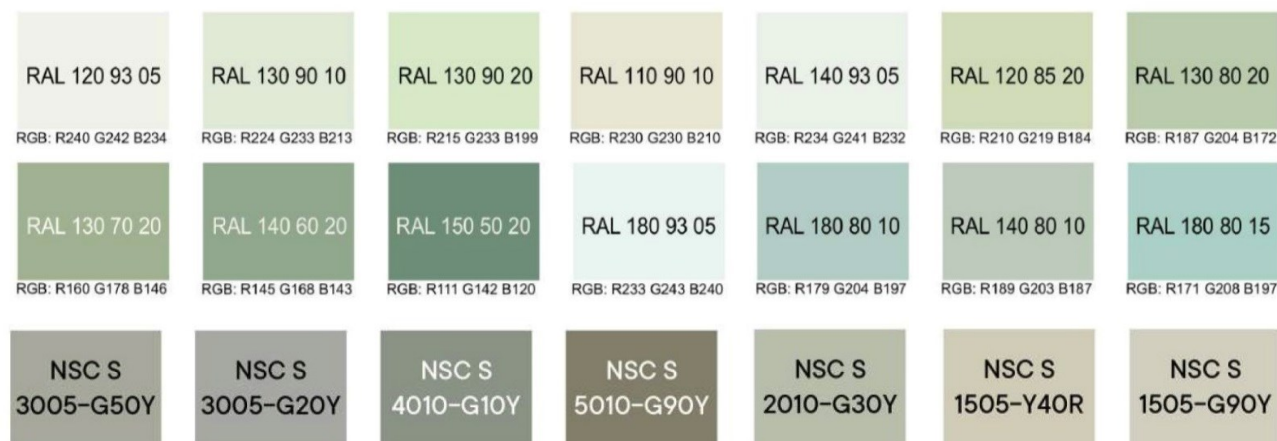 RAL 120 93 05
RAL 130 90 10
RAL 130 90 20
RAL 110 90 10
RAL 140 93 05
RAL 120 85 20
RAL 130 80 20
RGB: R240 G242 B234
RGB: R224 G233 B213
RGB: R215 G233 B199
RGB: R230 G230 B210
RGB: R234 G241 B232
RGB: R210 G219 B184
RGB: R187 G204 B172
RAL 130 70 20
RAL 140 60 20
RAL 150 50 20
RAL 180 93 05
RAL 180 80 10
RAL 140 80 10
RAL 180 80 15
RGB: R160 G178 B146
RGB: R145 G168 B143
RGB: R111 G142 B120
RGB: R233 G243 B240
RGB: R179 G204 B197
RGB: R189 G203 B187
RGB: R171 G208 B197
NSC S
3005-G50Y
NSC S
3005-G20Y
NSC S
4010-G10Y
NSC S
5010-G90Y
NSC S
2010-G30Y
NSC S
1505-Y40R
NSC S
1505-G90Y